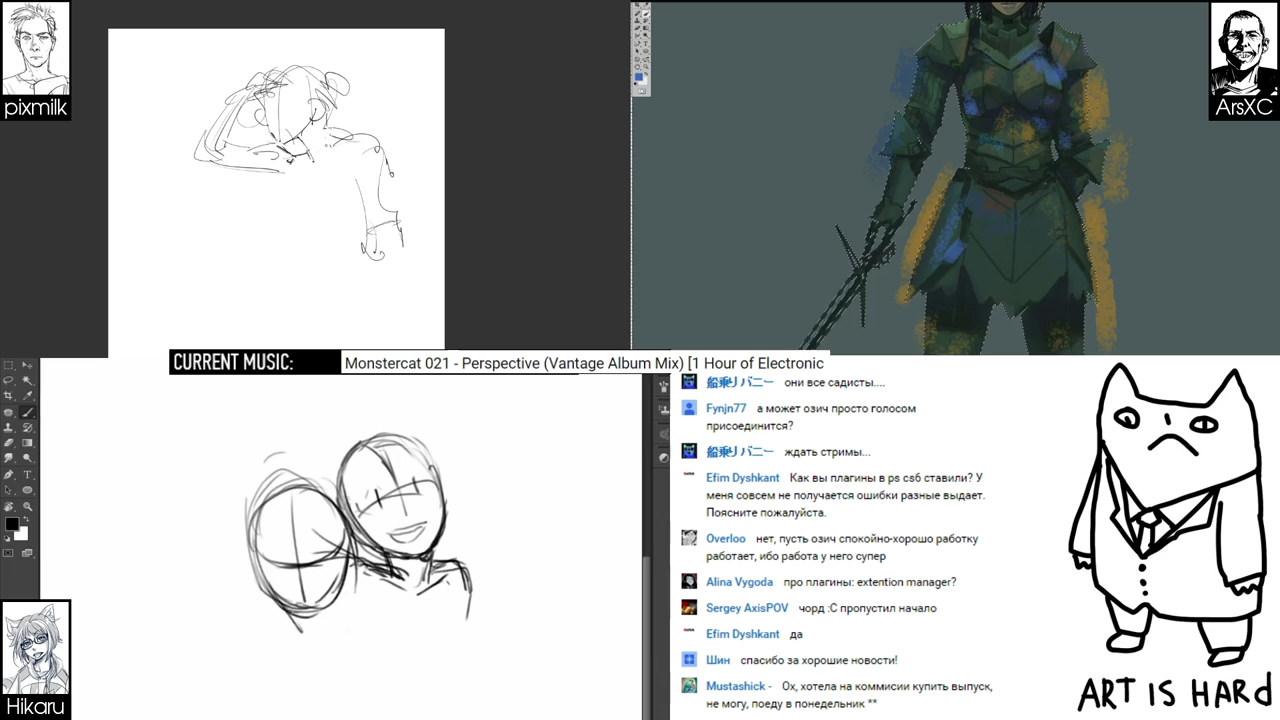 pixmilk
ArsXC
CURRENT MUSIC:
Monstercat 021 - Perspective (Vantage Album Mix) [1 Hour of Electronic
船乗りバニー они все садисты....
Fynjn77 а может озич просто голосом
присоединится?
船乗りバニー ждать стримы...
Efim Dyshkant Как вы плагины в ps cs6 ставили? У
меня совсем не получается ошибки разные выдает.
Поясните пожалуйста.
Overloo нет, пусть озич спокойно-хорошо работку
работает, ибо работа у него супер
Alina Vygoda про плагины: extention manager?
Sergey AxisPOV чорд :С пропустил начало
Efim Dyshkant да
Шин спасибо за хорошие новости!
Mustashick - Ох, хотела на коммисии купить выпуск,
не могу, поеду в понедельник **
Hikaru
ART IS HARd